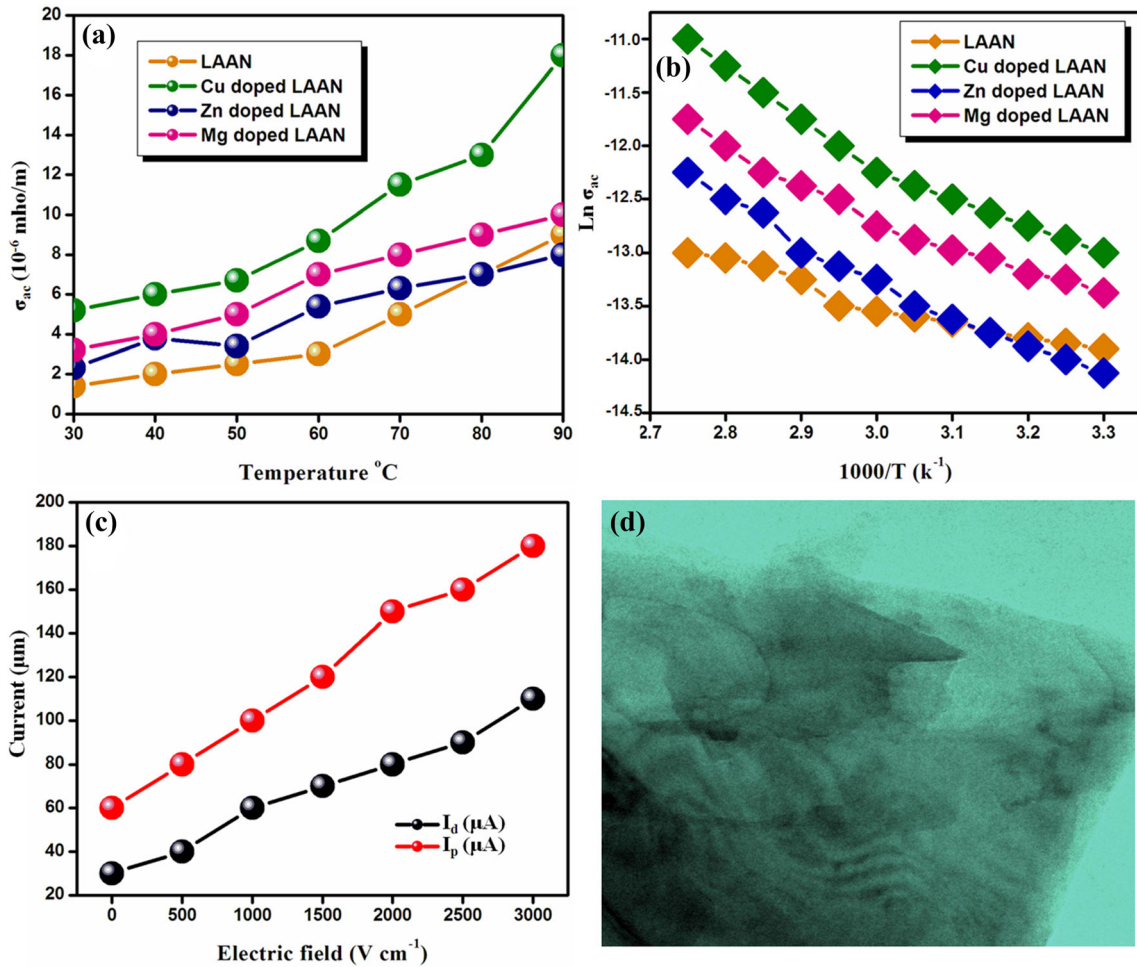 (a)
LAAN
Cu doped LAAN
Zn doped LAAN
Mg doped LAAN
20
18
16
14
12
10
8
6
4
2
0
σac (10⁻⁶ mho/m)
30 40 50 60 70 80 90
Temperature °C
(b)
LAAN
Cu doped LAAN
Zn doped LAAN
Mg doped LAAN
-11.0
-11.5
-12.0
-12.5
-13.0
-13.5
-14.0
-14.5
Ln σac
2.7 2.8 2.9 3.0 3.1 3.2 3.3
1000/T (k⁻¹)
(c)
200
180
160
140
120
100
80
60
40
20
Current (µm)
Id (µA)
Ip (µA)
0 500 1000 1500 2000 2500 3000
Electric field (V cm⁻¹)
(d)